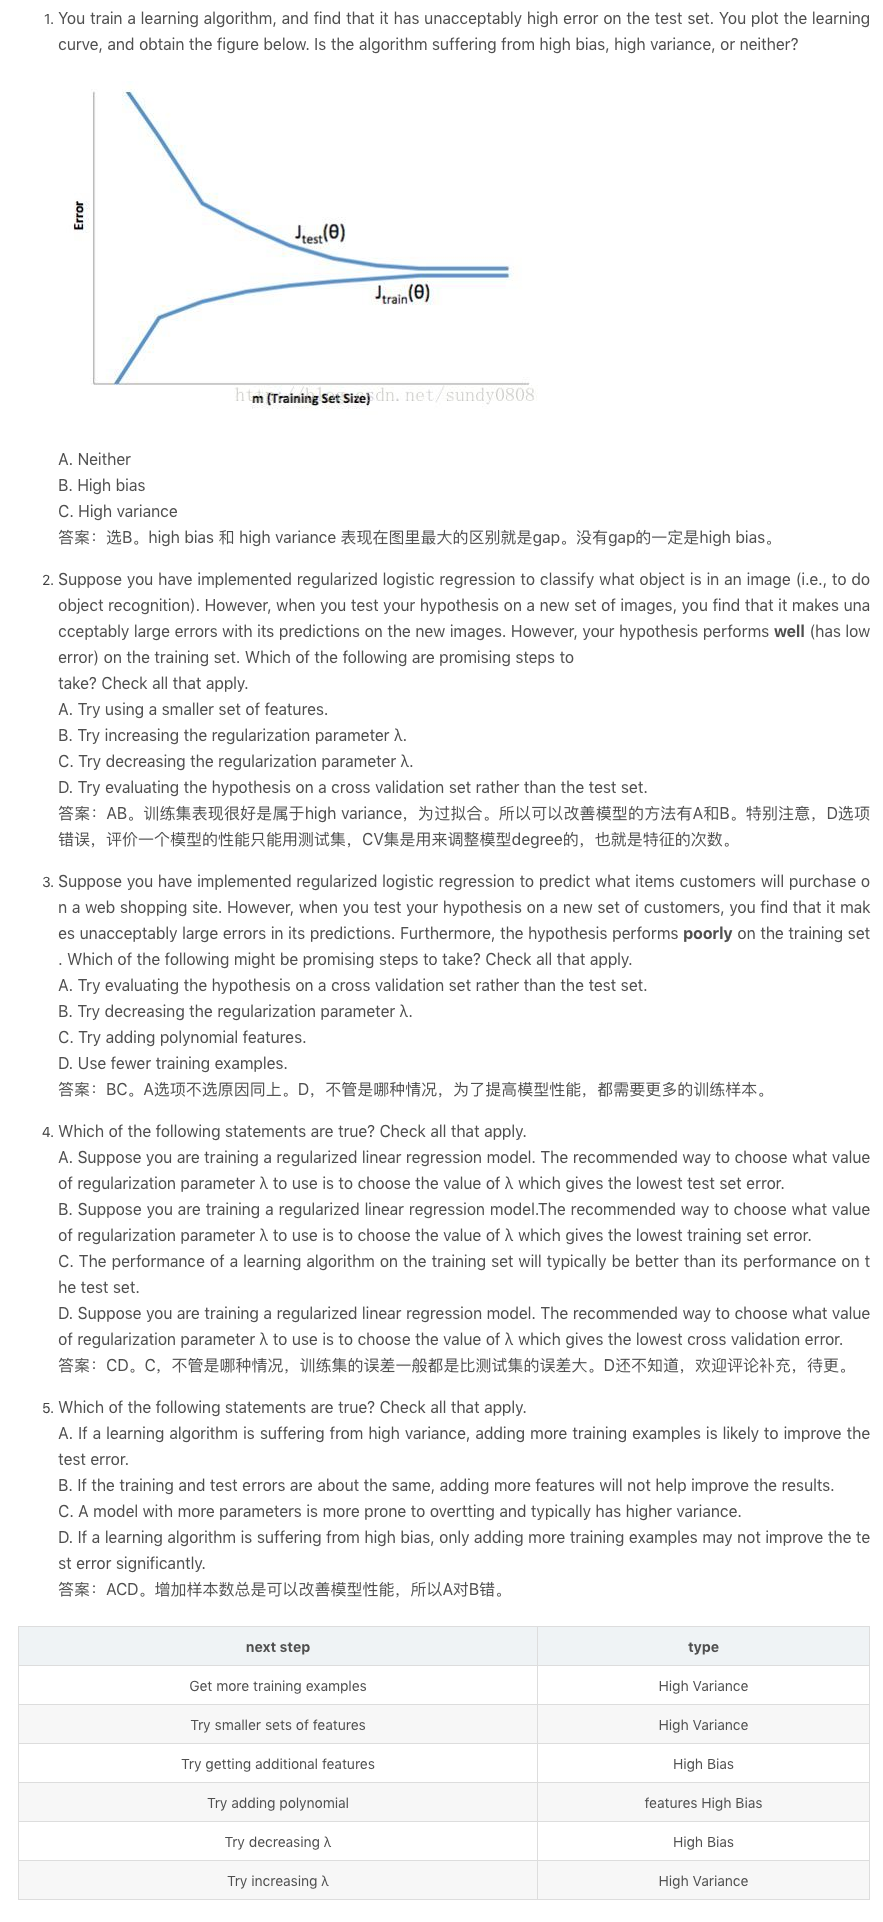 1. You train a learning algorithm, and find that it has unacceptably high error on the test set. You plot the learning
curve, and obtain the figure below. Is the algorithm suffering from high bias, high variance, or neither?
Error
Jtest(θ)
Jtrain(θ)
m (Training Set Size)
dn.net/sundy0808
A. Neither
B. High bias
C. High variance
答案：选B。high bias 和 high variance 表现在图里最大的区别就是gap。没有gap的一定是high bias。
2. Suppose you have implemented regularized logistic regression to classify what object is in an image (i.e., to do
object recognition). However, when you test your hypothesis on a new set of images, you find that it makes una
cceptably large errors with its predictions on the new images. However, your hypothesis performs well (has low
error) on the training set. Which of the following are promising steps to
take? Check all that apply.
A. Try using a smaller set of features.
B. Try increasing the regularization parameter λ.
C. Try decreasing the regularization parameter λ.
D. Try evaluating the hypothesis on a cross validation set rather than the test set.
答案：AB。训练集表现很好是属于high variance，为过拟合。所以可以改善模型的方法有A和B。特别注意，D选项
错误，评价一个模型的性能只能用测试集，CV集是用来调整模型degree的，也就是特征的次数。
3. Suppose you have implemented regularized logistic regression to predict what items customers will purchase o
n a web shopping site. However, when you test your hypothesis on a new set of customers, you find that it mak
es unacceptably large errors in its predictions. Furthermore, the hypothesis performs poorly on the training set
. Which of the following might be promising steps to take? Check all that apply.
A. Try evaluating the hypothesis on a cross validation set rather than the test set.
B. Try decreasing the regularization parameter λ.
C. Try adding polynomial features.
D. Use fewer training examples.
答案：BC。A选项不选原因同上。D，不管是哪种情况，为了提高模型性能，都需要更多的训练样本。
4. Which of the following statements are true? Check all that apply.
A. Suppose you are training a regularized linear regression model. The recommended way to choose what value
of regularization parameter λ to use is to choose the value of λ which gives the lowest test set error.
B. Suppose you are training a regularized linear regression model.The recommended way to choose what value
of regularization parameter λ to use is to choose the value of λ which gives the lowest training set error.
C. The performance of a learning algorithm on the training set will typically be better than its performance on t
he test set.
D. Suppose you are training a regularized linear regression model. The recommended way to choose what value
of regularization parameter λ to use is to choose the value of λ which gives the lowest cross validation error.
答案：CD。C，不管是哪种情况，训练集的误差一般都是比测试集的误差大。D还不知道，欢迎评论补充，待更。
5. Which of the following statements are true? Check all that apply.
A. If a learning algorithm is suffering from high variance, adding more training examples is likely to improve the
test error.
B. If the training and test errors are about the same, adding more features will not help improve the results.
C. A model with more parameters is more prone to overtting and typically has higher variance.
D. If a learning algorithm is suffering from high bias, only adding more training examples may not improve the te
st error significantly.
答案：ACD。增加样本数总是可以改善模型性能，所以A对B错。
next step type
Get more training examples High Variance
Try smaller sets of features High Variance
Try getting additional features High Bias
Try adding polynomial features High Bias
Try decreasing λ High Bias
Try increasing λ High Variance